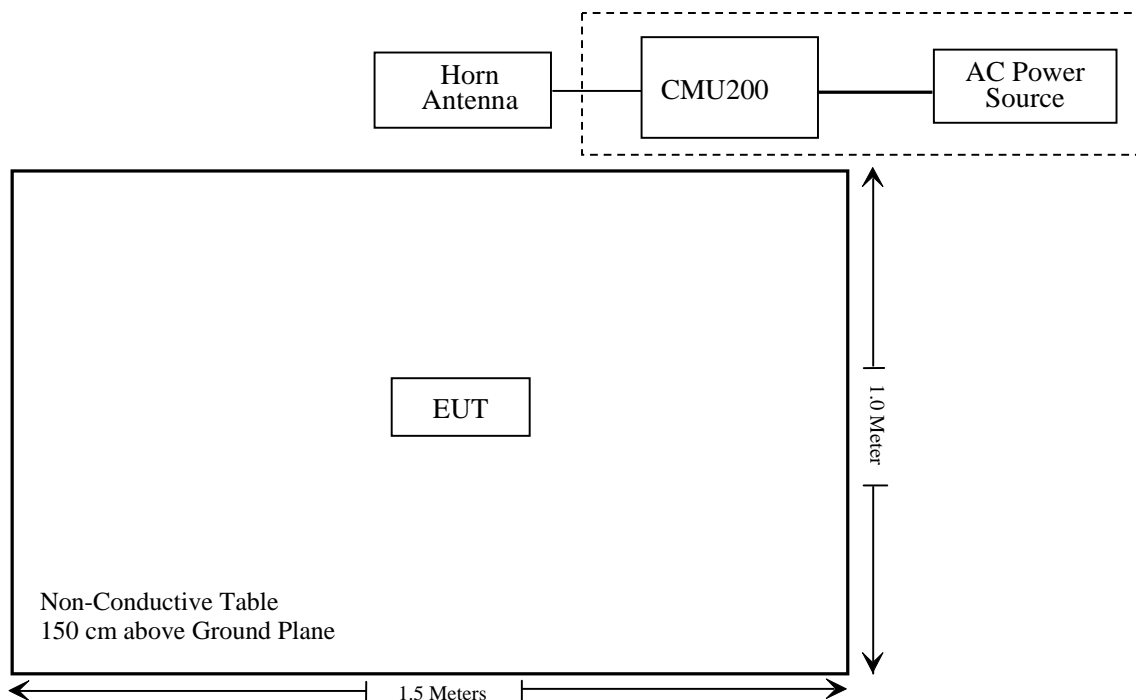 Horn
Antenna
CMU200
AC Power
Source
EUT
1.0 Meter
Non-Conductive Table
150 cm above Ground Plane
1.5 Meters